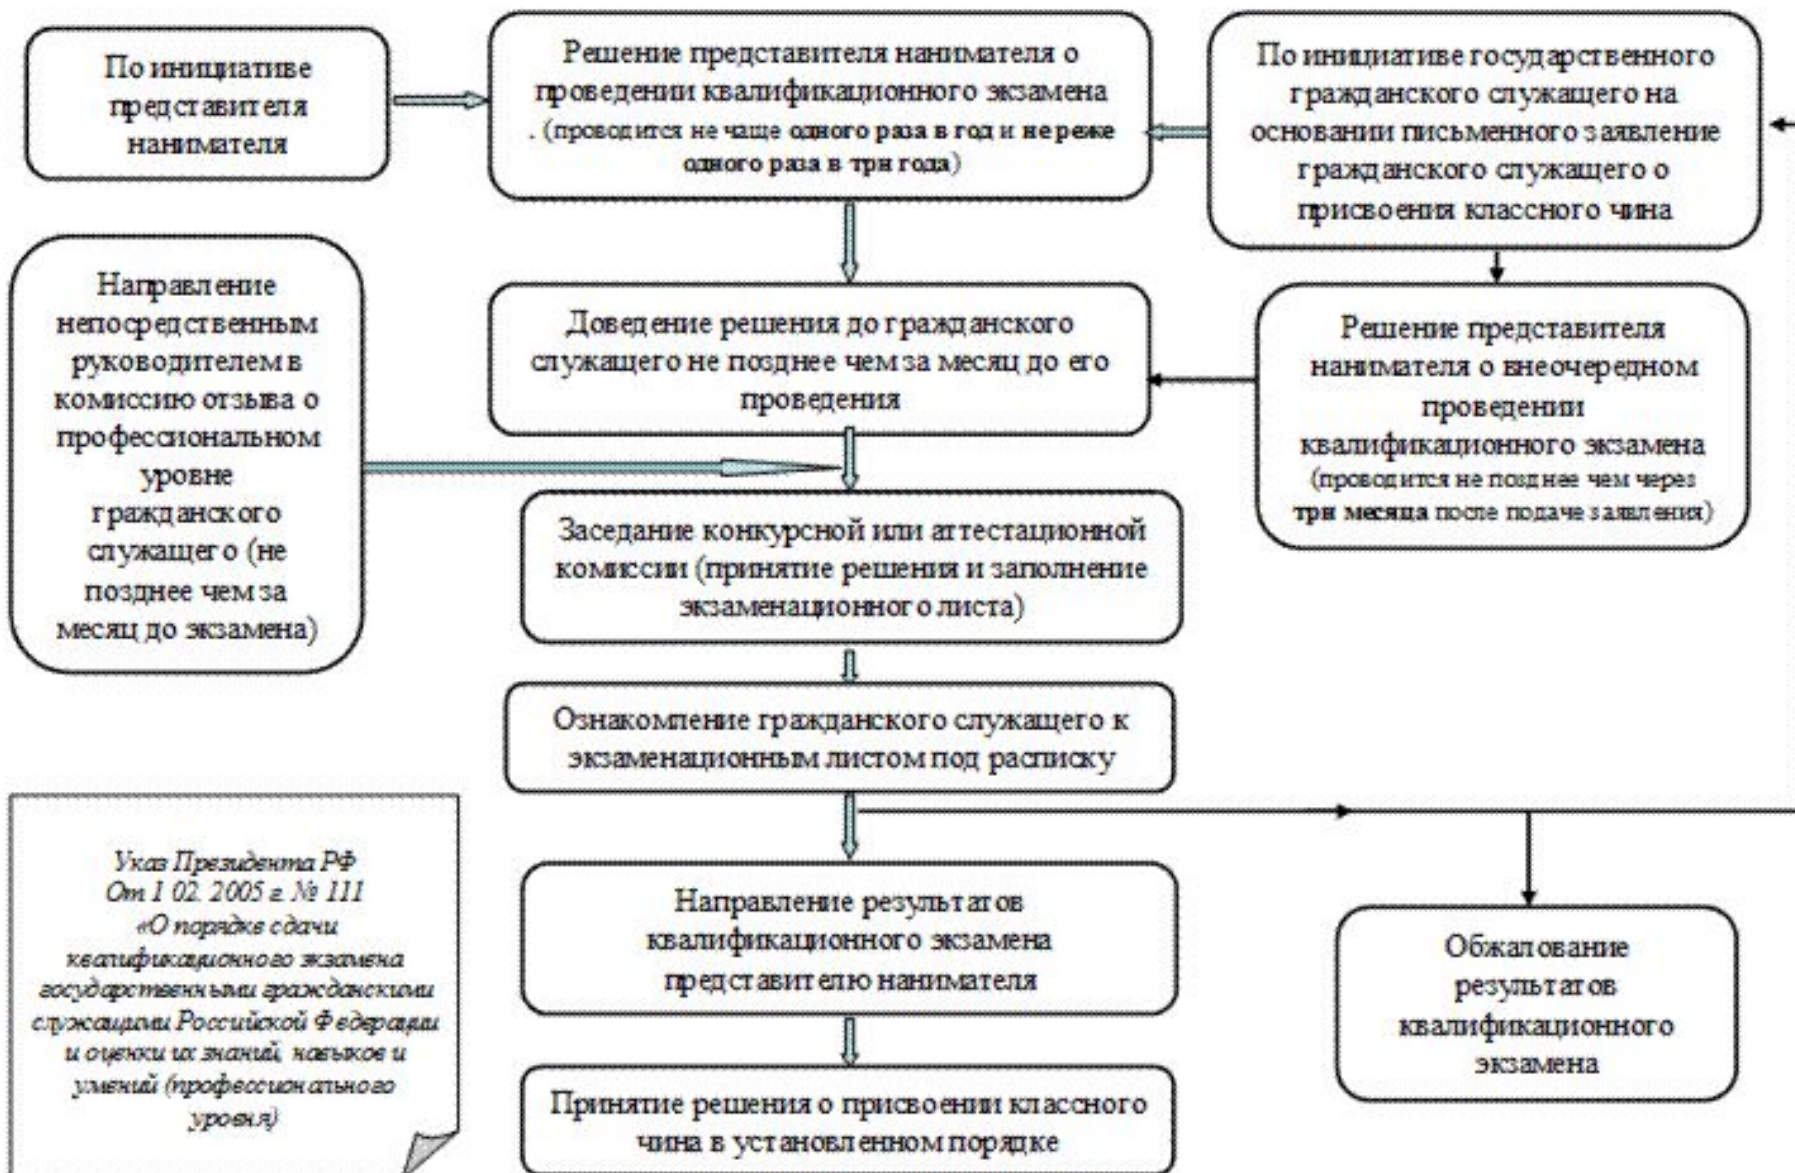 По инициативе
представителя
нанимателя
Решение представителя нанимателя о
проведении квалификационного экзамена
. (проводится не чаще одного раза в год и не реже
одного раза в три года)
По инициативе государственного
гражданского служащего на
основании письменного заявление
гражданского служащего о
присвоения классного чина
Направление
непосредственным
руководителем в
комиссию отзыва о
профессиональном
уровне
гражданского
служащего (не
позднее чем за
месяц до экзамена)
Доведение решения до гражданского
служащего не позднее чем за месяц до его
проведения
Решение представителя
нанимателя о внеочередном
проведении
квалификационного экзамена
(проводится не позднее чем через
три месяца после подаче заявления)
Заседание конкурсной или аттестационной
комиссии (принятие решения и заполнение
экзаменационного листа)
Ознакомление гражданского служащего к
экзаменационным листом под расписку
Указ Президента РФ
От 1 02. 2005 г. № 111
«О порядке сдачи
квалификационного экзамена
государственными гражданскими
служащими Российской Федерации
и оценки их знаний, навыков и
умений (профессионального
уровня)
Направление результатов
квалификационного экзамена
представителю нанимателя
Обжалование
результатов
квалификационного
экзамена
Принятие решения о присвоении классного
чина в установленном порядке